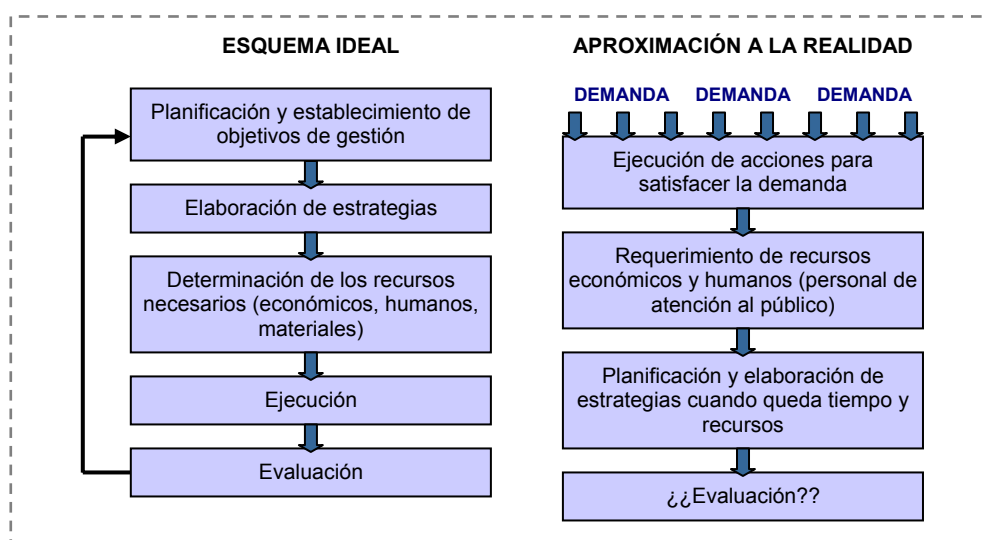 ESQUEMA IDEAL
Planificación y establecimiento de
objetivos de gestión
Elaboración de estrategias
Determinación de los recursos
necesarios (económicos, humanos,
materiales)
Ejecución
Evaluación
APROXIMACIÓN A LA REALIDAD
DEMANDA DEMANDA DEMANDA
Ejecución de acciones para
satisfacer la demanda
Requerimiento de recursos
económicos y humanos (personal de
atención al público)
Planificación y elaboración de
estrategias cuando queda tiempo y
recursos
¿¿Evaluación??